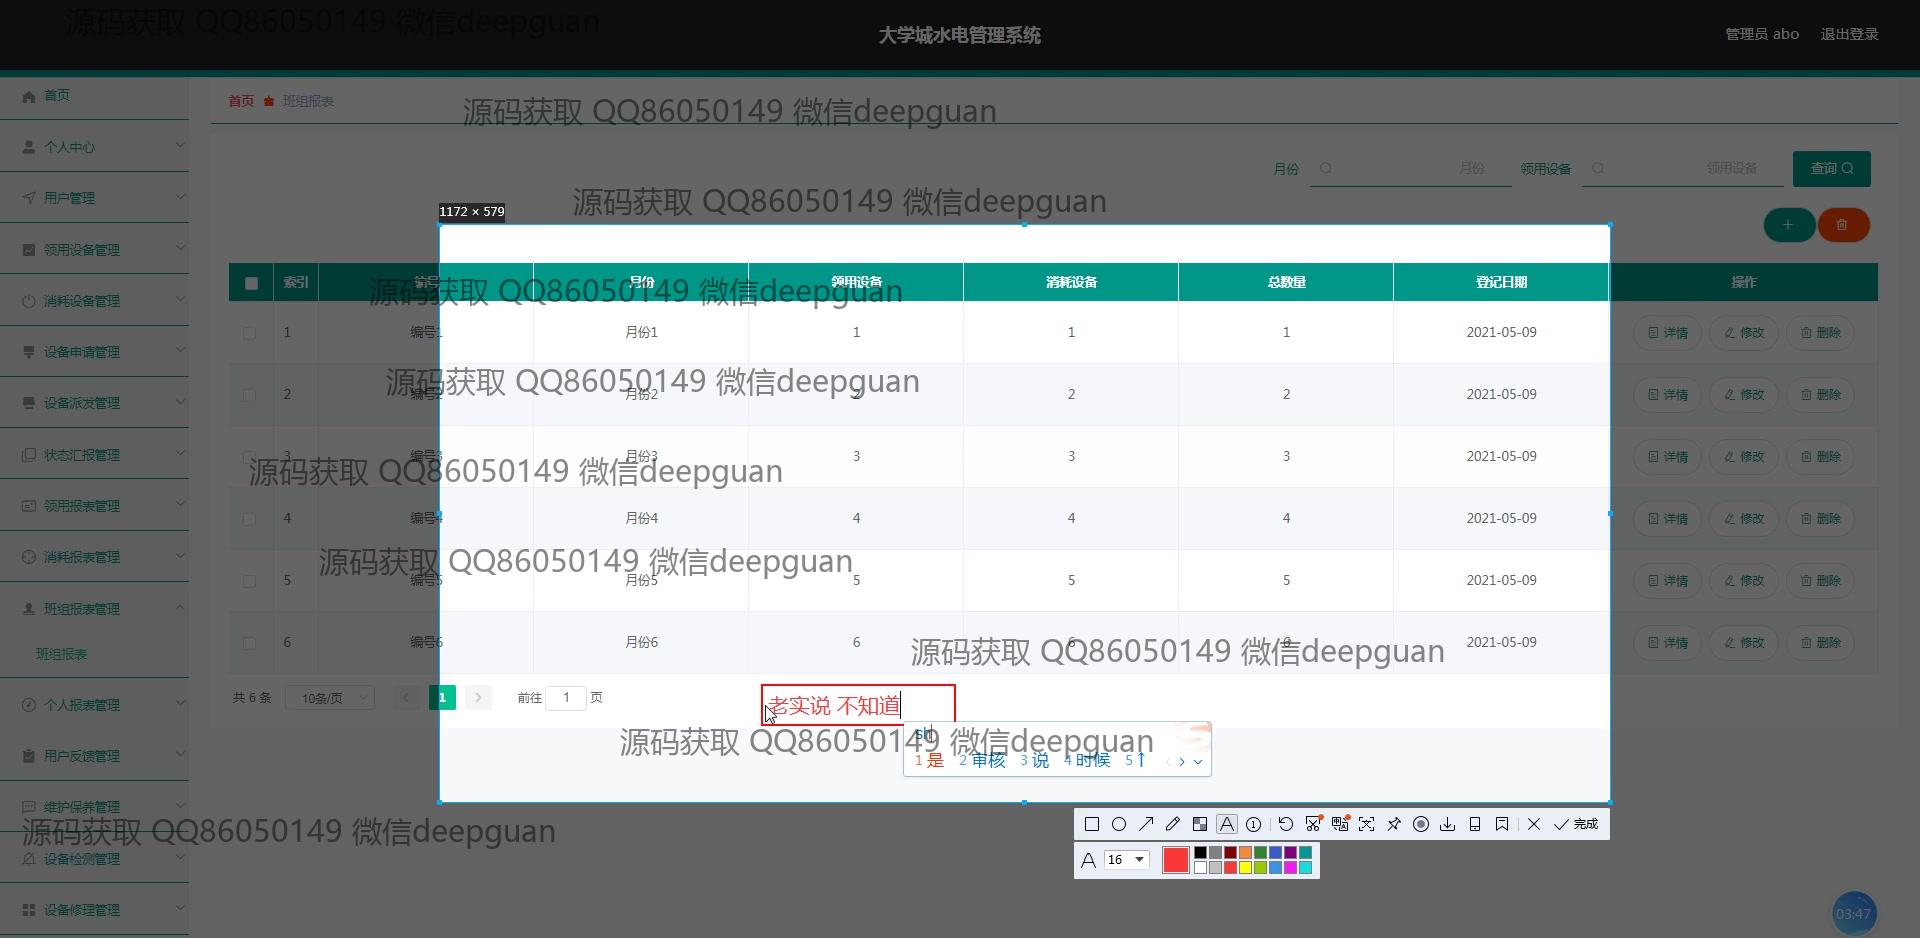 源码获取 QQ86050149 微信deepguan
大学城水电管理系统
管理员 abo 退出登录
首页
首页 班组报表
源码获取 QQ86050149 微信deepguan
个人中心
月份 月份 领用设备 领用设备 查询
用户管理
源码获取 QQ86050149 微信deepguan
1172 × 579
领用设备管理
索引 编号 月份 领用设备 消耗设备 总数量 登记日期 操作
源码获取 QQ86050149 微信deepguan
消耗设备管理
1 编号1 月份1 1 1 1 2021-05-09 详情 修改 删除
设备申请管理
源码获取 QQ86050149 微信deepguan
2 编号2 月份2 2 2 2 2021-05-09 详情 修改 删除
设备派发管理
3 编号3 月份3 3 3 3 2021-05-09 详情 修改 删除
状态汇报管理
源码获取 QQ86050149 微信deepguan
领用报表管理
4 编号4 月份4 4 4 4 2021-05-09 详情 修改 删除
消耗报表管理
源码获取 QQ86050149 微信deepguan
5 编号5 月份5 5 5 5 2021-05-09 详情 修改 删除
班组报表管理
6 编号6 月份6 6 6 6 2021-05-09 详情 修改 删除
班组报表
源码获取 QQ86050149 微信deepguan
共 6 条 10条/页 1 前往 1 页
个人报表管理
老实说 不知道
sh
源码获取 QQ86050149 微信deepguan
1是 2审核 3说 4时候 5↑
用户反馈管理
维护保养管理
源码获取 QQ86050149 微信deepguan
完成
设备检测管理
A 16
设备修理管理
03:47